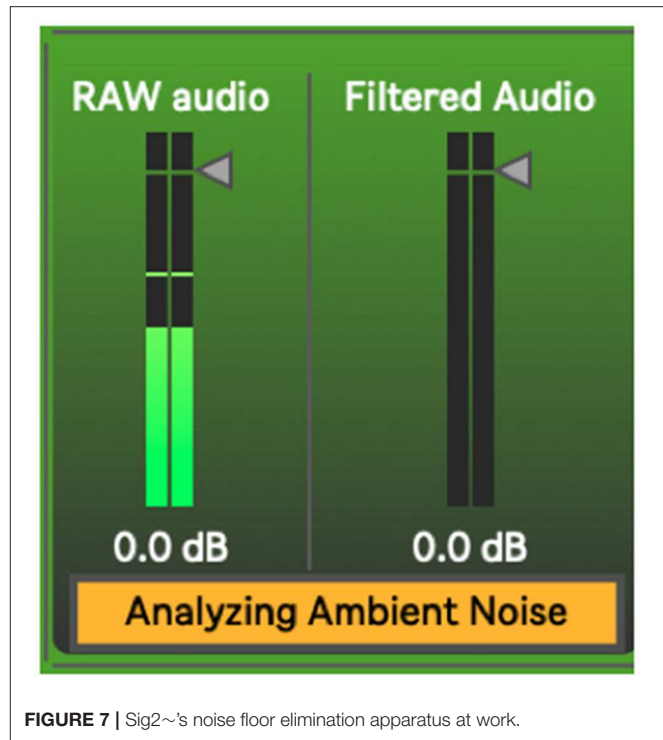 RAW audio
Filtered Audio
0.0 dB
0.0 dB
Analyzing Ambient Noise
FIGURE 7 | Sig2~'s noise floor elimination apparatus at work.